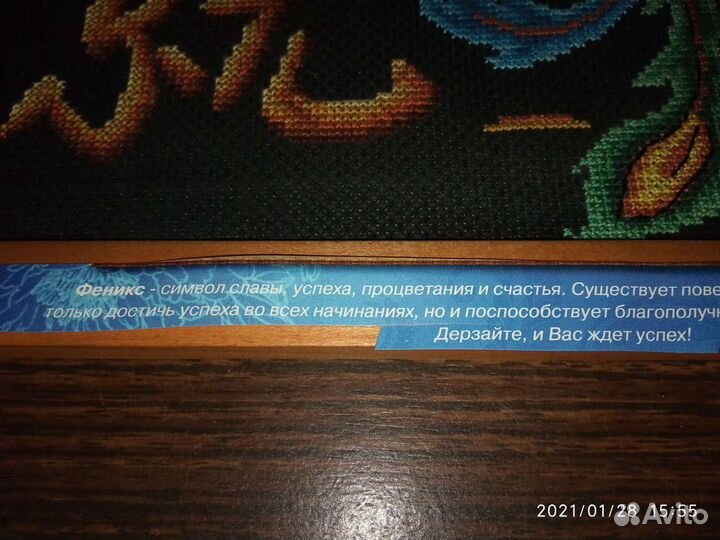 Феникс - символ славы, успеха, процветания и счастья. Существует
только достичь успеха во всех начинаниях, но и поспособствует
Дерзайте, и Вас ждет успех!
2021/01/28 15:55
Avito